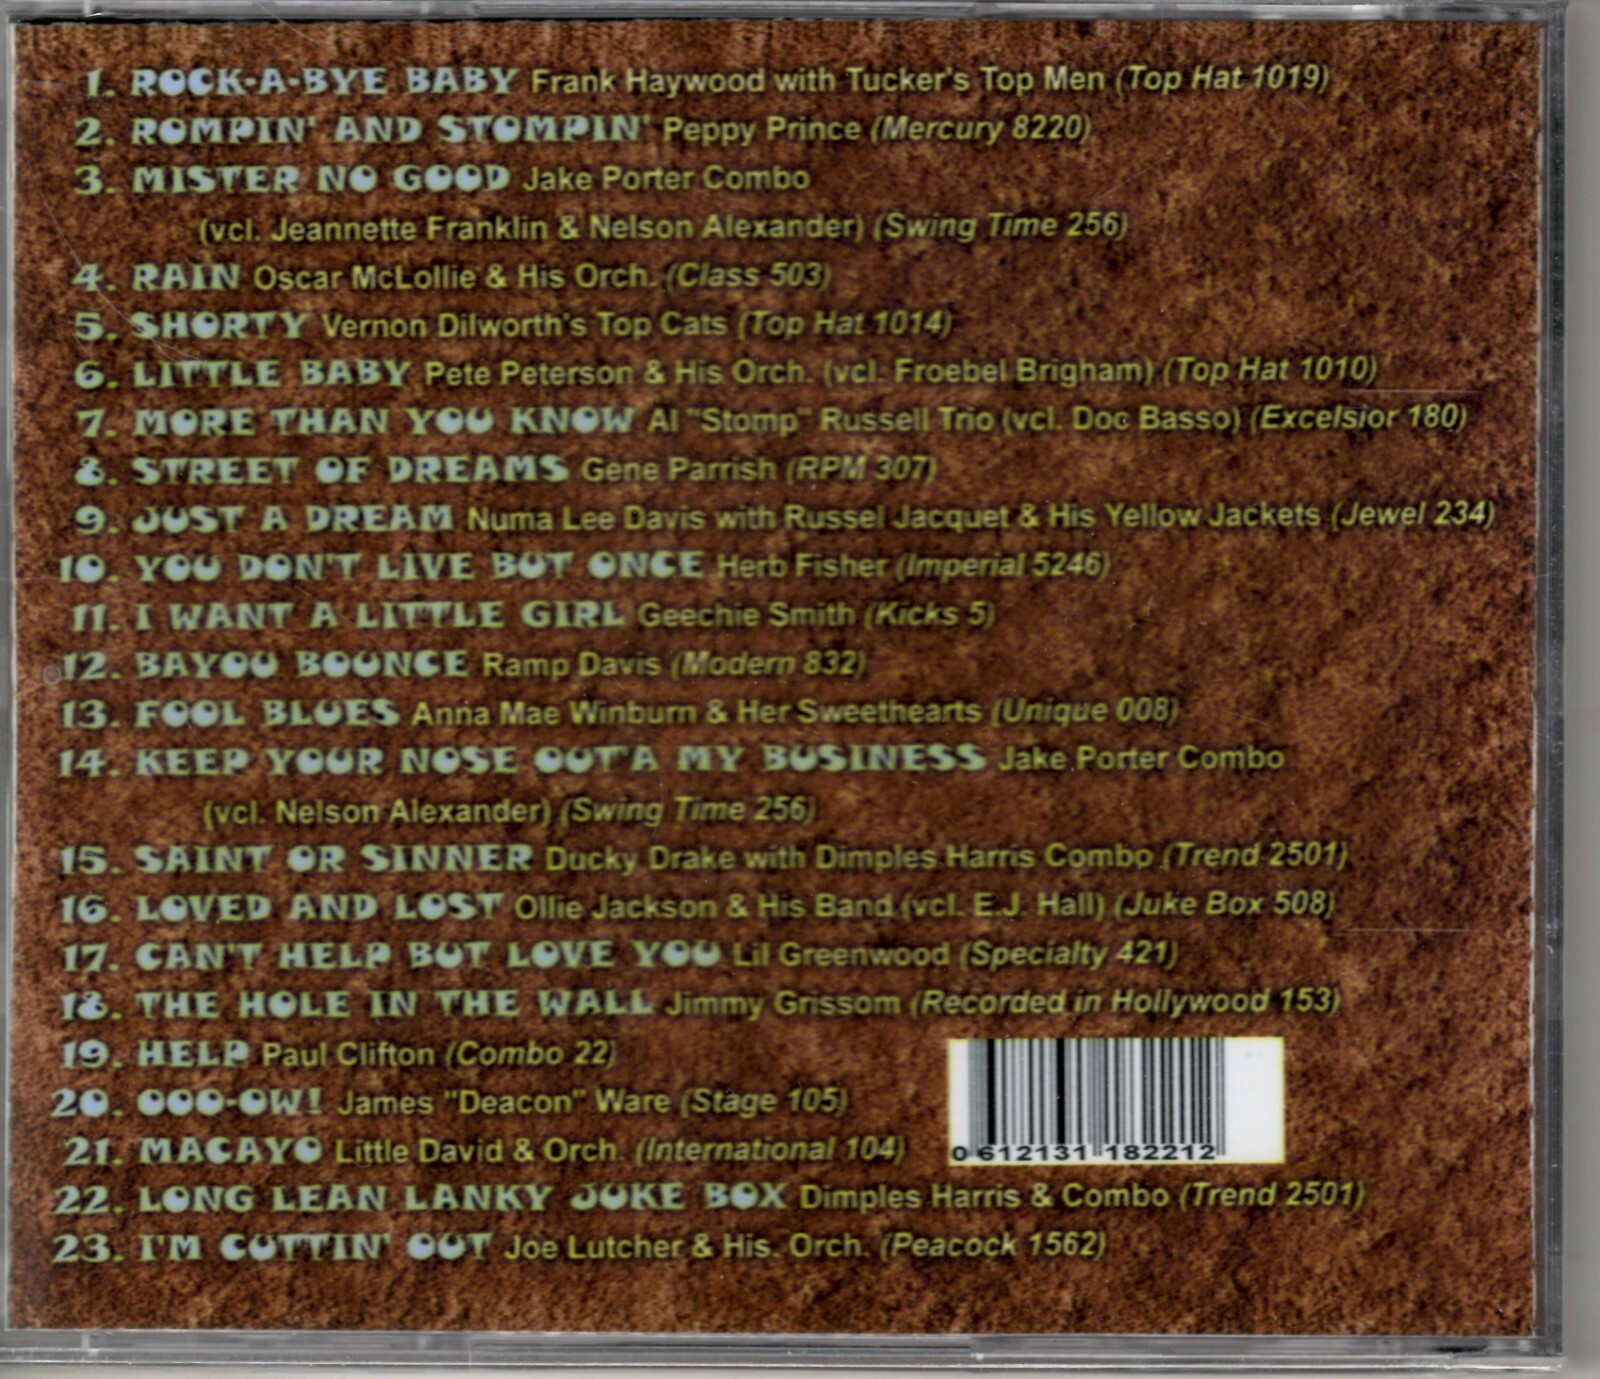 1. ROCK-A-BYE BABY Frank Haywood with Tucker's Top Men (Top Hat 1019)
2. ROMPIN' AND STOMPIN' Peppy Prince (Mercury 8220)
3. MISTER NO GOOD Jake Porter Combo
(vcl. Jeannette Franklin & Nelson Alexander) (Swing Time 256)
4. RAIN Oscar McLollie & His Orch. (Class 503)
5. SHORTY Vernon Dilworth's Top Cats (Top Hat 1014)
6. LITTLE BABY Pete Peterson & His Orch. (vcl. Froebel Brigham) (Top Hat 1010)
7. MORE THAN YOU KNOW Al "Stomp" Russell Trio (vcl. Doc Basso) (Excelsior 180)
8. STREET OF DREAMS Gene Parrish (RPM 307)
9. JUST A DREAM Numa Lee Davis with Russel Jacquet & His Yellow Jackets (Jewel 234)
10. YOU DON'T LIVE BUT ONCE Herb Fisher (Imperial 5246)
11. I WANT A LITTLE GIRL Geechie Smith (Kicks 5)
12. BAYOU BOUNCE Ramp Davis (Modern 832)
13. FOOL BLUES Anna Mae Winburn & Her Sweethearts (Unique 008)
14. KEEP YOUR NOSE OUT'A MY BUSINESS Jake Porter Combo
(vcl. Nelson Alexander) (Swing Time 256)
15. SAINT OR SINNER Ducky Drake with Dimples Harris Combo (Trend 2501)
16. LOVED AND LOST Ollie Jackson & His Band (vcl. E.J. Hall) (Juke Box 508)
17. CAN'T HELP BUT LOVE YOU Lil Greenwood (Specialty 421)
18. THE HOLE IN THE WALL Jimmy Grissom (Recorded in Hollywood 153)
19. HELP Paul Clifton (Combo 22)
20. OOO-OW! James "Deacon" Ware (Stage 105)
21. MACAYO Little David & Orch. (International 104)
0 612131 182212
22. LONG LEAN LANKY JUKE BOX Dimples Harris & Combo (Trend 2501)
23. I'M CUTTIN' OUT Joe Lutcher & His. Orch. (Peacock 1562)